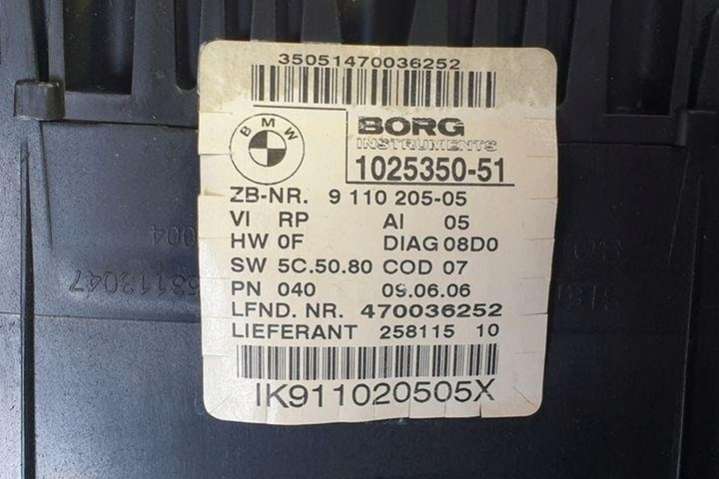 35051470036252
BMW
BORG
INSTRUMENTS
1025350-51
ZB-NR. 9 110 205-05
VI RP AI 05
HW 0F DIAG 08D0
SW 5C.50.80 COD 07
PN 040 09.06.06
LFND. NR. 470036252
LIEFERANT 258115 10
IK911020505X